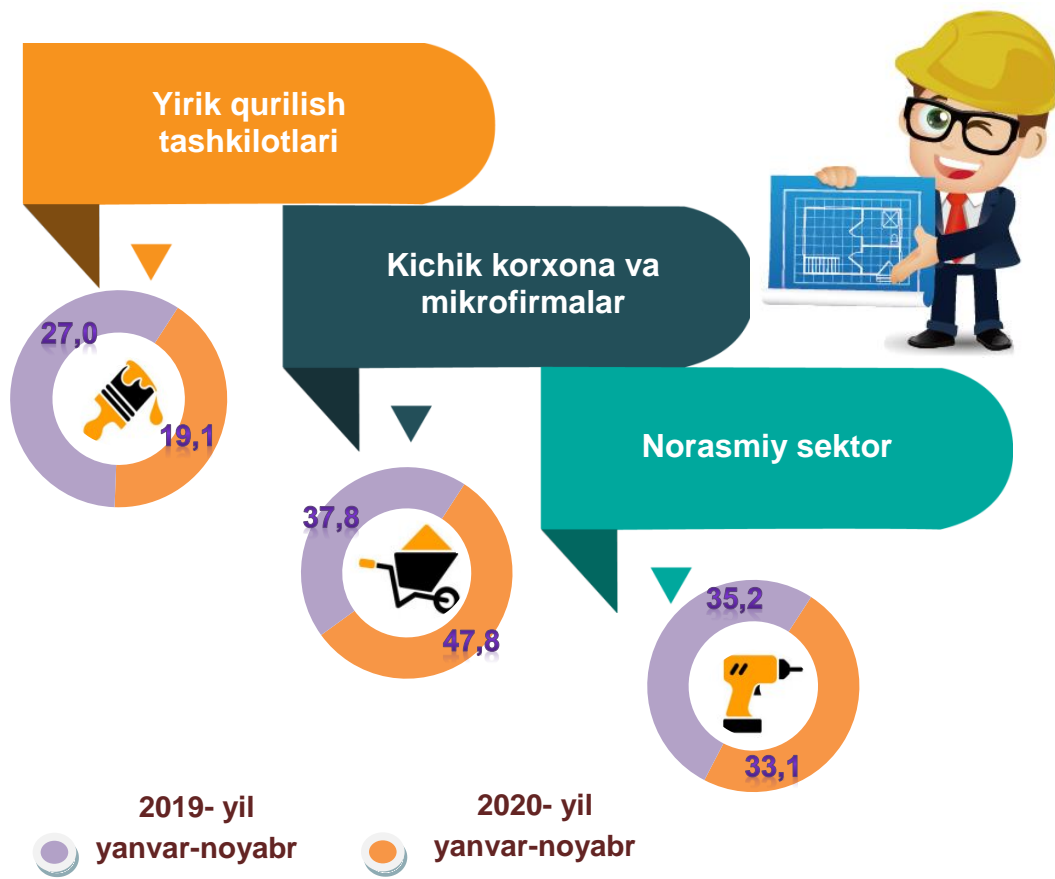 Yirik qurilish
tashkilotlari
27,0
19,1
Kichik korxona va
mikrofirmalar
37,8
47,8
Norasmiy sektor
35,2
33,1
2019- yil
yanvar-noyabr
2020- yil
yanvar-noyabr